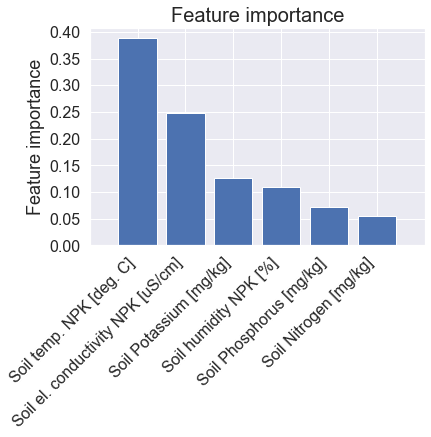 Feature importance
0.40
0.35
0.30
0.25
0.20
0.15
0.10
0.05
0.00
Feature importance
Soil temp. NPK [deg. C]
Soil el. conductivity NPK [uS/cm]
Soil Potassium [mg/kg]
Soil humidity NPK [%]
Soil Phosphorus [mg/kg]
Soil Nitrogen [mg/kg]